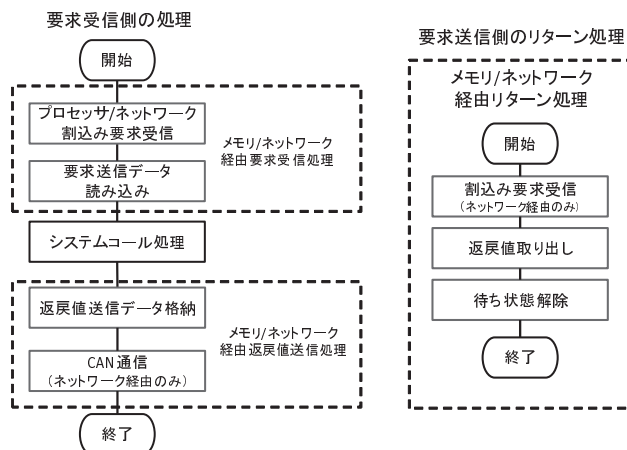 要求受信側の処理
開始
プロセッサ/ネットワーク
割込み要求受信
要求送信データ
読み込み
メモリ/ネットワーク
経由要求受信処理
システムコール処理
返戻値送信データ格納
CAN通信
(ネットワーク経由のみ)
メモリ/ネットワーク
経由返戻値送信処理
終了
要求送信側のリターン処理
メモリ/ネットワーク
経由リターン処理
開始
割込み要求受信
(ネットワーク経由のみ)
返戻値取り出し
待ち状態解除
終了